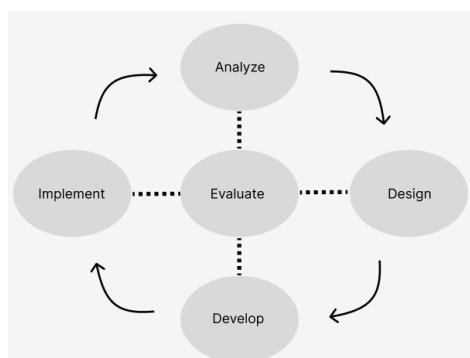 Analyze
Implement
Evaluate
Design
Develop